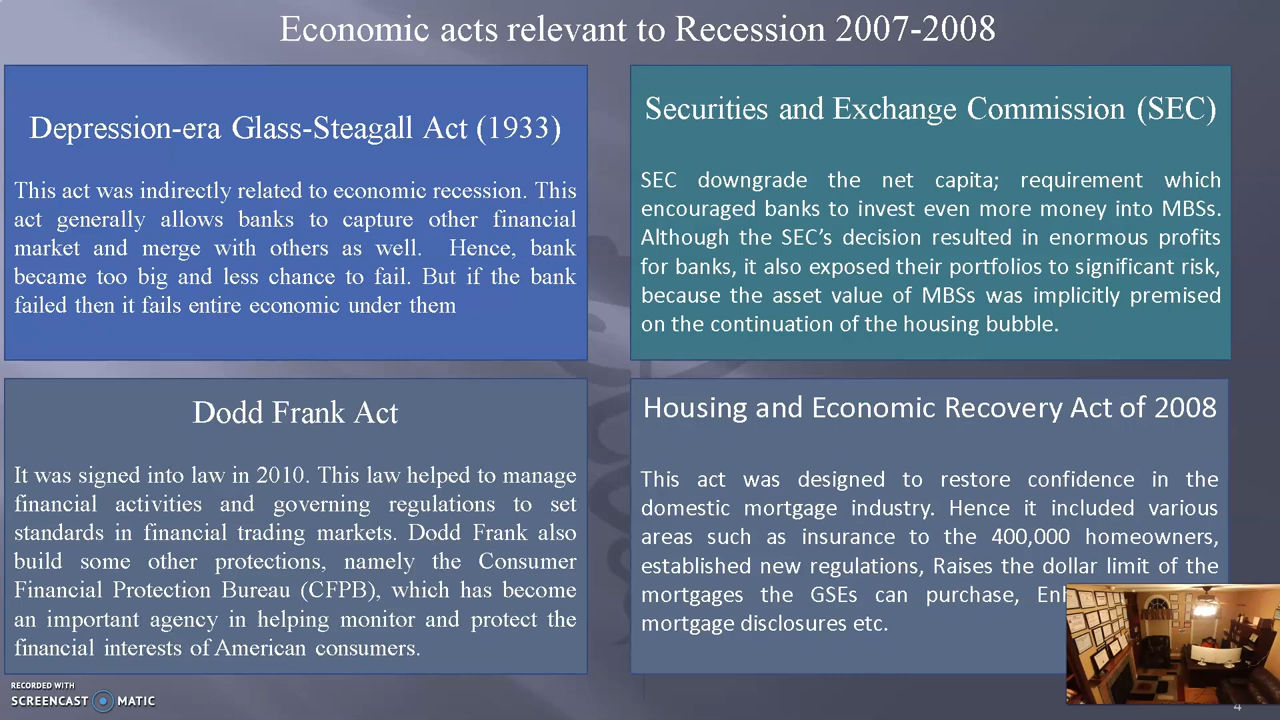 Economic acts relevant to Recession 2007-2008
Depression-era Glass-Steagall Act (1933)
This act was indirectly related to economic recession. This
act generally allows banks to capture other financial
market and merge with others as well. Hence, bank
became too big and less chance to fail. But if the bank
failed then it fails entire economic under them
Securities and Exchange Commission (SEC)
SEC downgrade the net capita; requirement which
encouraged banks to invest even more money into MBSs.
Although the SEC’s decision resulted in enormous profits
for banks, it also exposed their portfolios to significant risk,
because the asset value of MBSs was implicitly premised
on the continuation of the housing bubble.
Dodd Frank Act
It was signed into law in 2010. This law helped to manage
financial activities and governing regulations to set
standards in financial trading markets. Dodd Frank also
build some other protections, namely the Consumer
Financial Protection Bureau (CFPB), which has become
an important agency in helping monitor and protect the
financial interests of American consumers.
Housing and Economic Recovery Act of 2008
This act was designed to restore confidence in the
domestic mortgage industry. Hence it included various
areas such as insurance to the 400,000 homeowners,
established new regulations, Raises the dollar limit of the
mortgages the GSEs can purchase,
mortgage disclosures etc.
RECORDED WITH
SCREENCAST MATIC
4